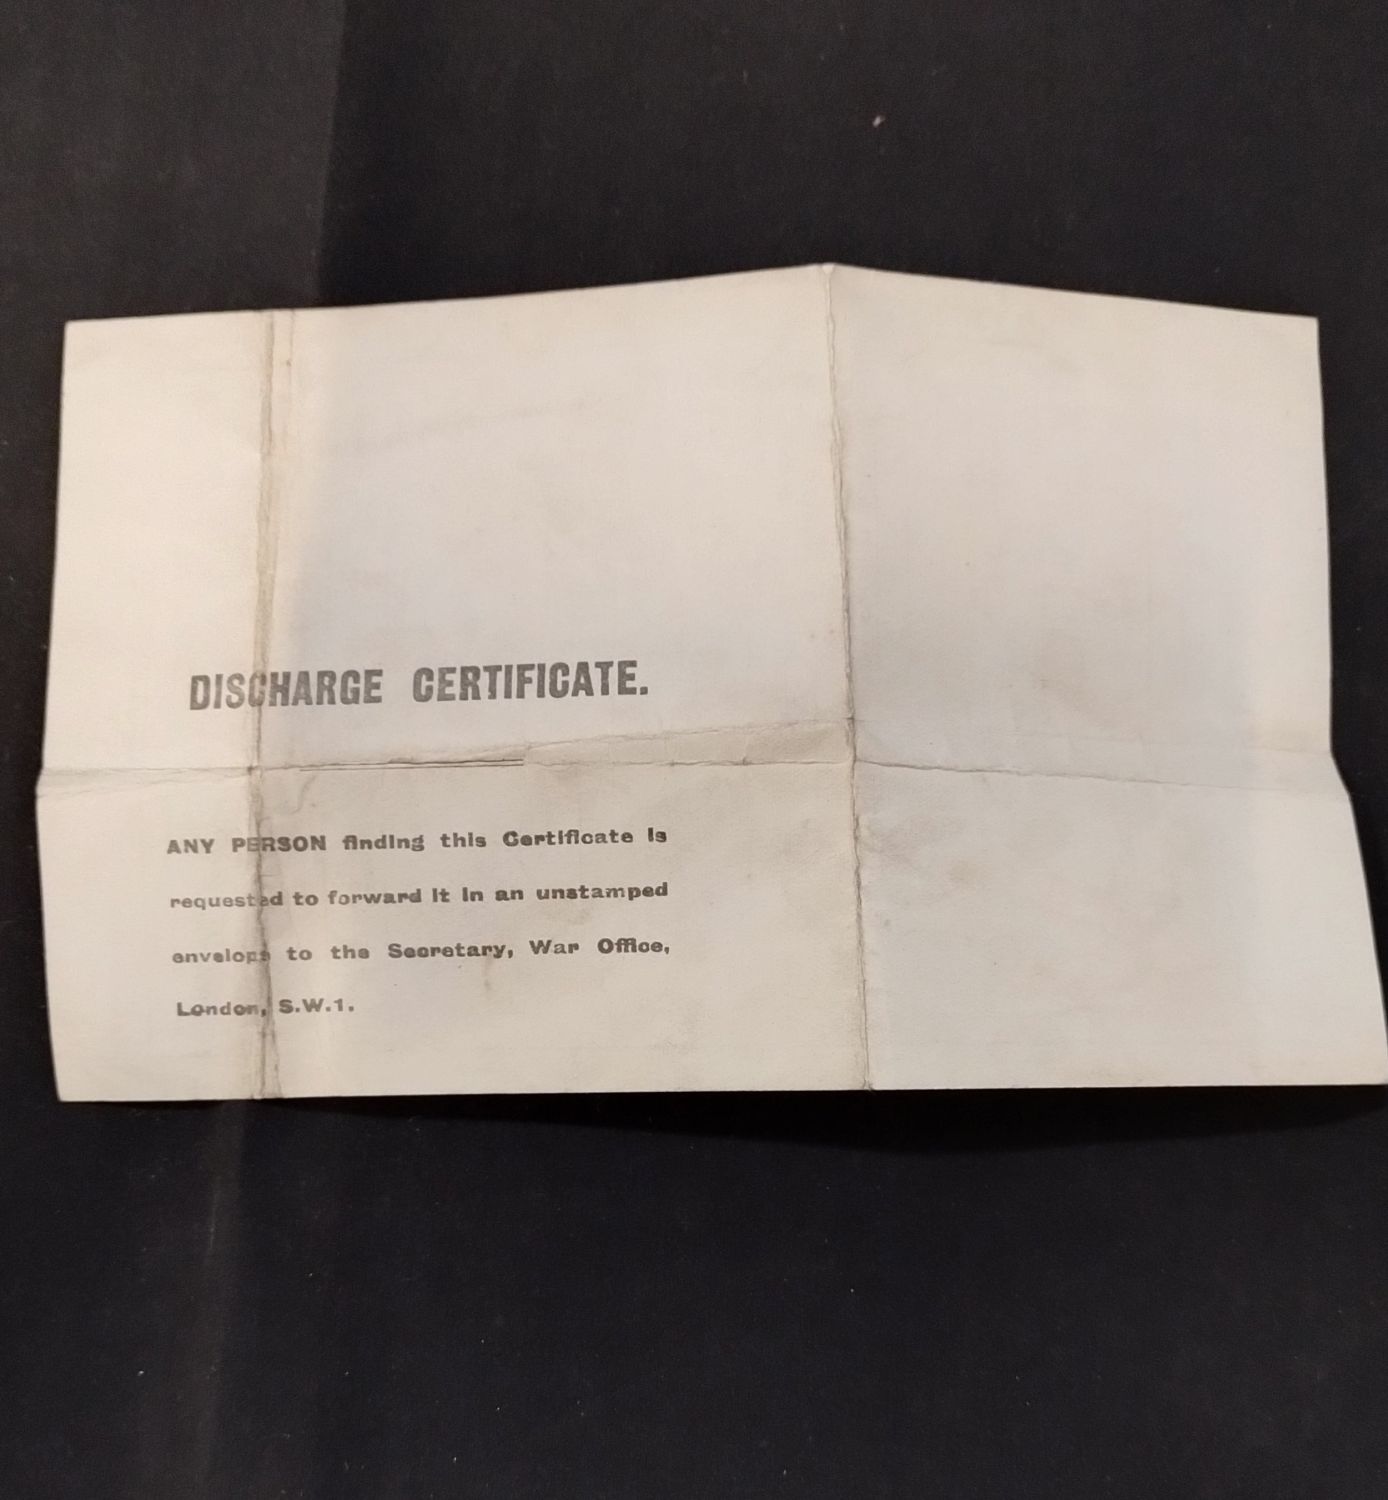 DISCHARGE CERTIFICATE.
ANY PERSON finding this Certificate is
requested to forward it in an unstamped
envelope to the Secretary, War Office,
London, S.W.1.